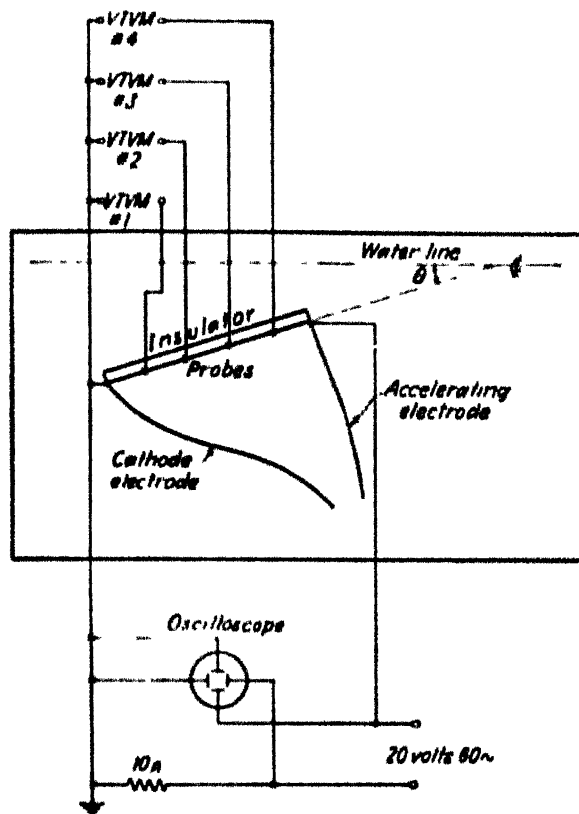 VTVM
#4
VTVM
#3
VTVM
#2
VTVM
#1
Water line
θ
Insulator
Probes
Accelerating
electrode
Cathode
electrode
Oscilloscope
20 volts 60~
10Ω